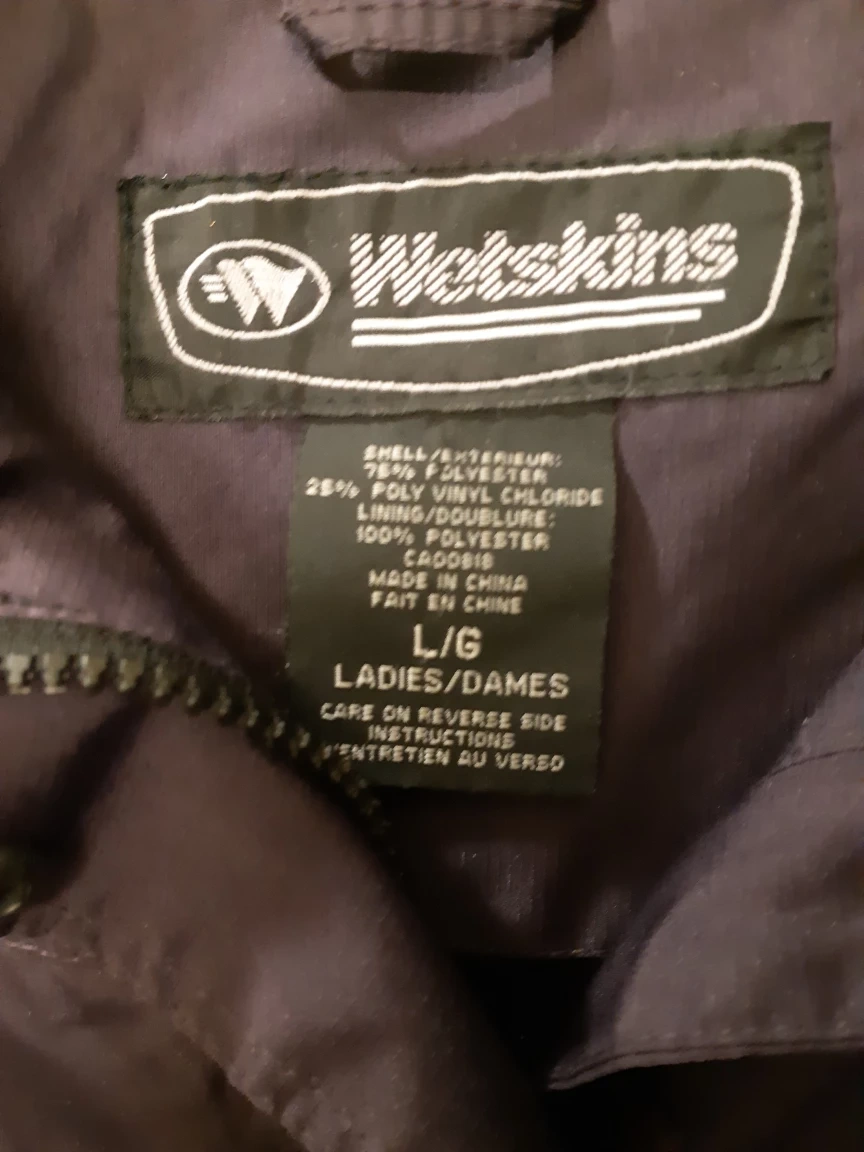 W Wetskins
SHELL/EXTERIEUR:
75% POLYESTER
25% POLY VINYL CHLORIDE
LINING/DOUBLURE:
100% POLYESTER
MADE IN CHINA
FAIT EN CHINE
L/G
LADIES/DAMES
CARE ON REVERSE SIDE
INSTRUCTIONS
D'ENTRETIEN AU VERSO